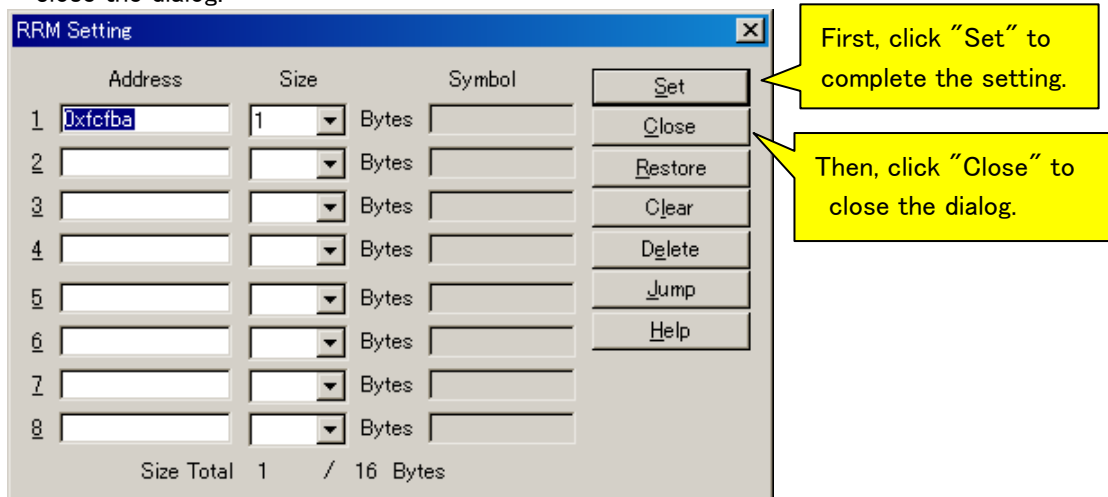 close the dialog.
RRM Setting
First, click "Set" to
complete the setting.
Address Size Symbol Set
1 0xfcfba 1 Bytes Close
Then, click "Close" to
close the dialog.
2 Bytes Restore
3 Bytes Clear
4 Bytes Delete
5 Bytes Jump
6 Bytes Help
7 Bytes
8 Bytes
Size Total 1 / 16 Bytes